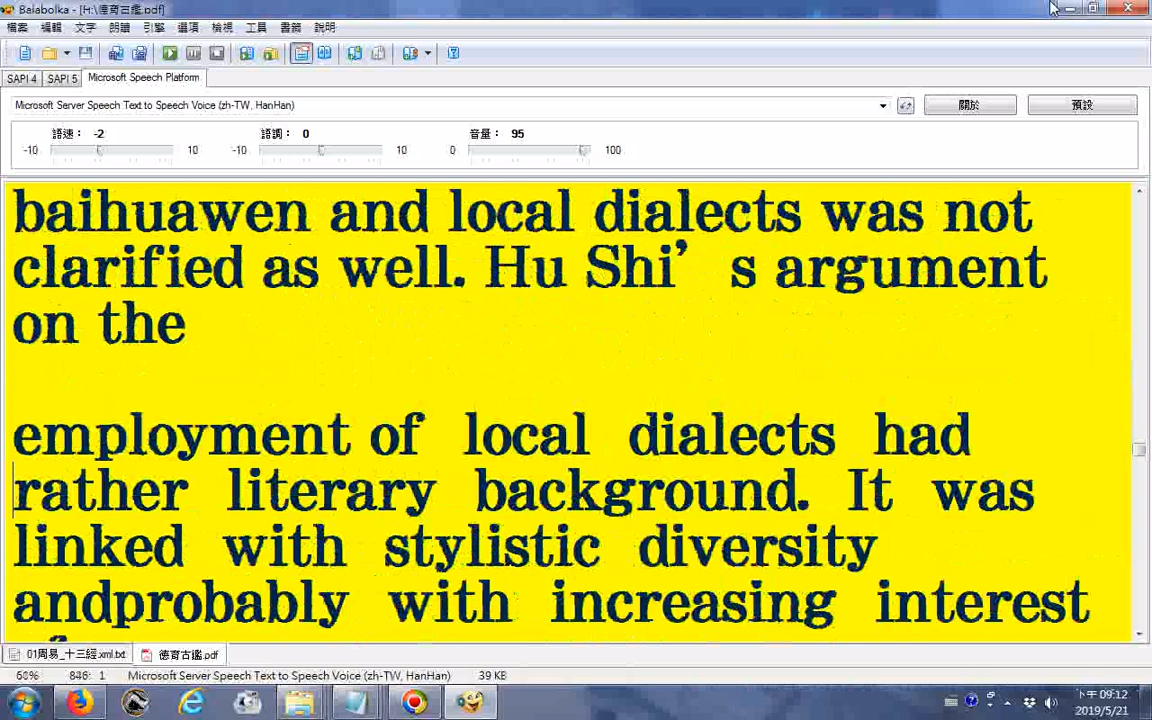 Balabolka - [H:\德育古鑑.pdf]
檔案 編輯 文字 朗讀 引擎 選項 檢視 工具 書籤 說明
SAPI 4 SAPI 5 Microsoft Speech Platform
Microsoft Server Speech Text to Speech Voice (zh-TW, HanHan) 關於 預設
語速： -2 語調： 0 音量： 95
-10 10 -10 10 0 100
baihuawen and local dialects was not
clarified as well. Hu Shi’ s argument
on the
employment of local dialects had
rather literary background. It was
linked with stylistic diversity
andprobably with increasing interest
01周易_十三經.xml.txt 德育古鑑.pdf
68% 846: 1 Microsoft Server Speech Text to Speech Voice (zh-TW, HanHan) 39 KB
下午 09:12
2019/5/21